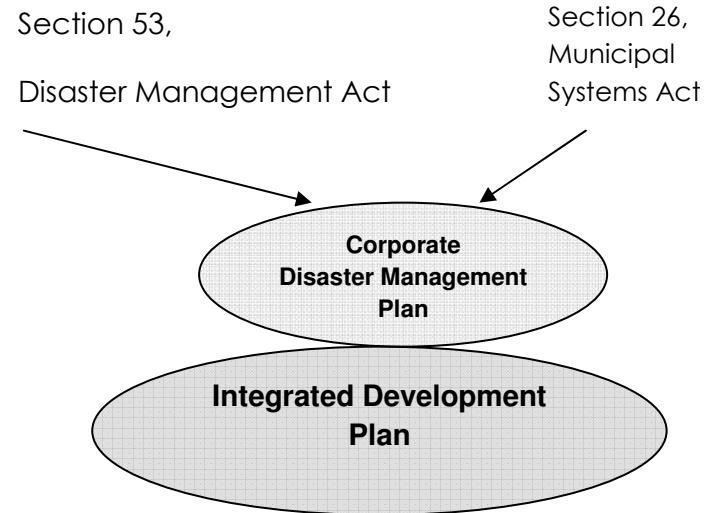 Section 53,
Disaster Management Act
Section 26,
Municipal
Systems Act
Corporate
Disaster Management
Plan
Integrated Development
Plan